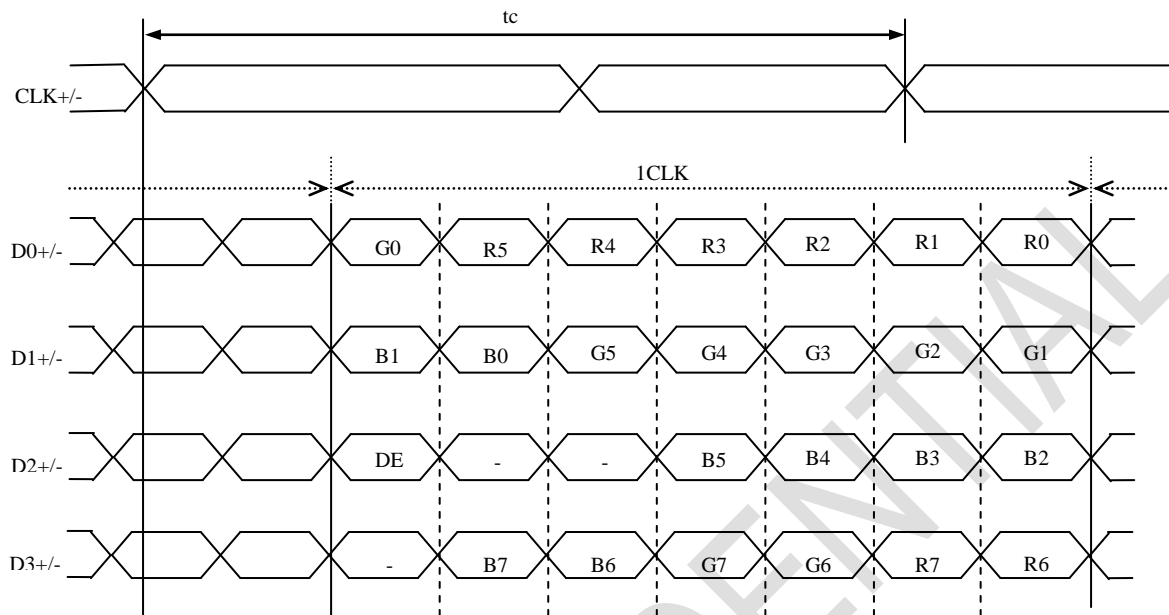 tc
CLK+/-
1CLK
D0+/- G0 R5 R4 R3 R2 R1 R0
D1+/- B1 B0 G5 G4 G3 G2 G1
D2+/- DE - - B5 B4 B3 B2
D3+/- - B7 B6 G7 G6 R7 R6
DENTIAL